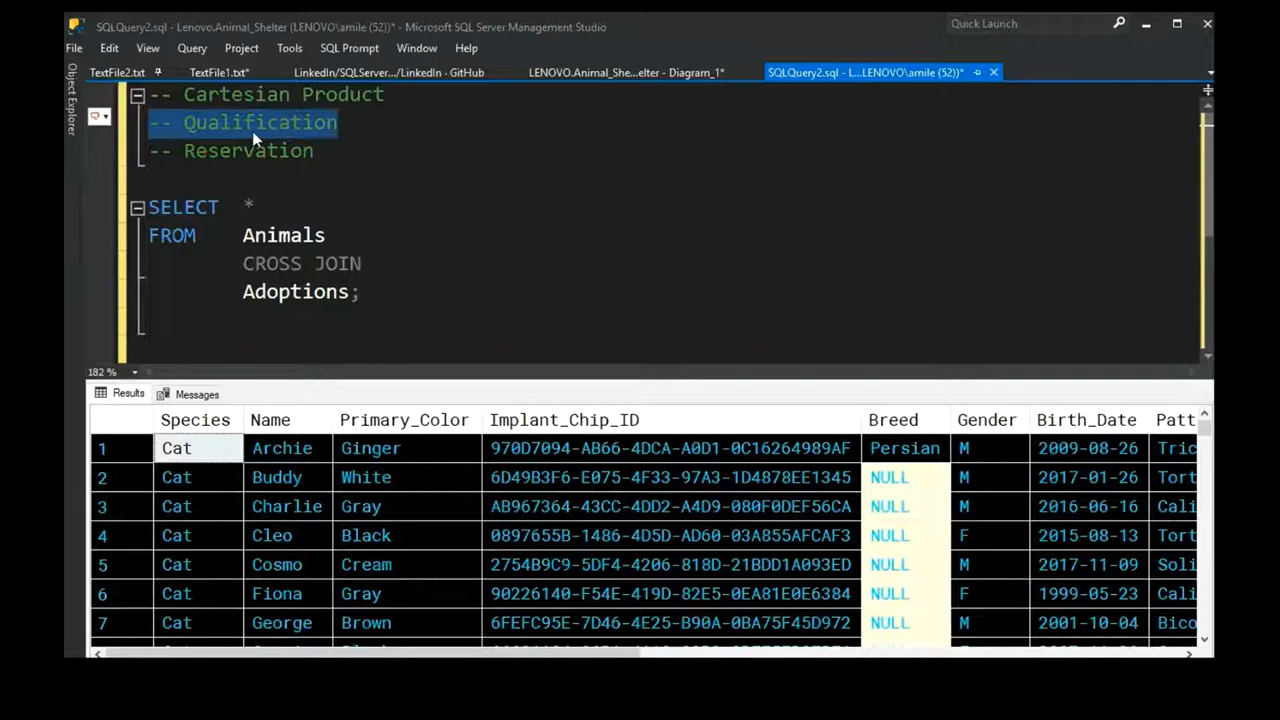 SQLQuery2.sql - Lenovo.Animal_Shelter (LENOVO\amile (52))* - Microsoft SQL Server Management Studio
Quick Launch
File Edit View Query Project Tools SQL Prompt Window Help
TextFile2.txt TextFile1.txt* LinkedIn/SQLServer.../LinkedIn - GitHub LENOVO.Animal_She...elter - Diagram_1* SQLQuery2.sql - L...LENOVO\amile (52))*
Object Explorer
-- Cartesian Product
-- Qualification
-- Reservation
SELECT *
FROM Animals
CROSS JOIN
Adoptions;
182 %
Results Messages
Species Name Primary_Color Implant_Chip_ID Breed Gender Birth_Date Patt
1 Cat Archie Ginger 970D7094-AB66-4DCA-A0D1-0C16264989AF Persian M 2009-08-26 Tric
2 Cat Buddy White 6D49B3F6-E075-4F33-97A3-1D4878EE1345 NULL M 2017-01-26 Tort
3 Cat Charlie Gray AB967364-43CC-4DD2-A4D9-080F0DEF56CA NULL M 2016-06-16 Cali
4 Cat Cleo Black 0897655B-1486-4D5D-AD60-03A855AFCAF3 NULL F 2015-08-13 Tort
5 Cat Cosmo Cream 2754B9C9-5DF4-4206-818D-21BDD1A093ED NULL M 2017-11-09 Soli
6 Cat Fiona Gray 90226140-F54E-419D-82E5-0EA81E0E6384 NULL F 1999-05-23 Cali
7 Cat George Brown 6FEFC95E-7D46-4E25-B90A-0BA75F45D972 NULL M 2001-10-04 Bico